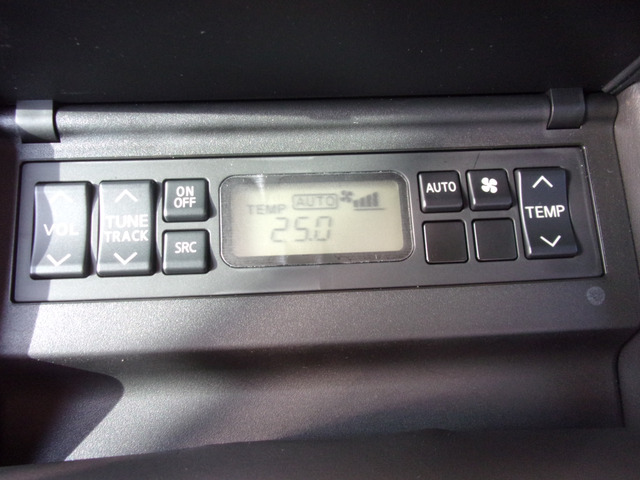 VOL
TUNE
TRACK
ON
OFF
SRC
TEMP AUTO
25.0
AUTO
TEMP